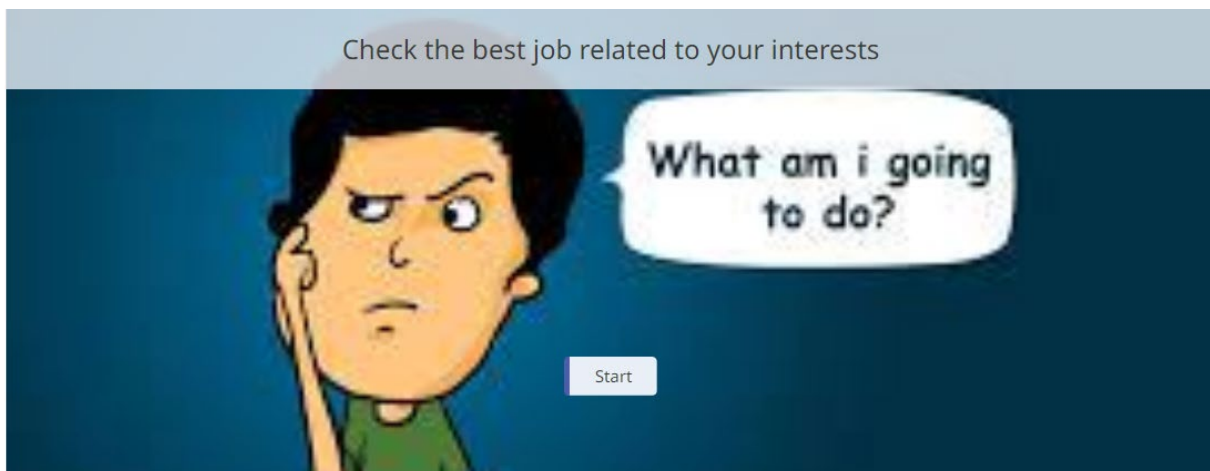 Check the best job related to your interests
What am i going
to do?
Start